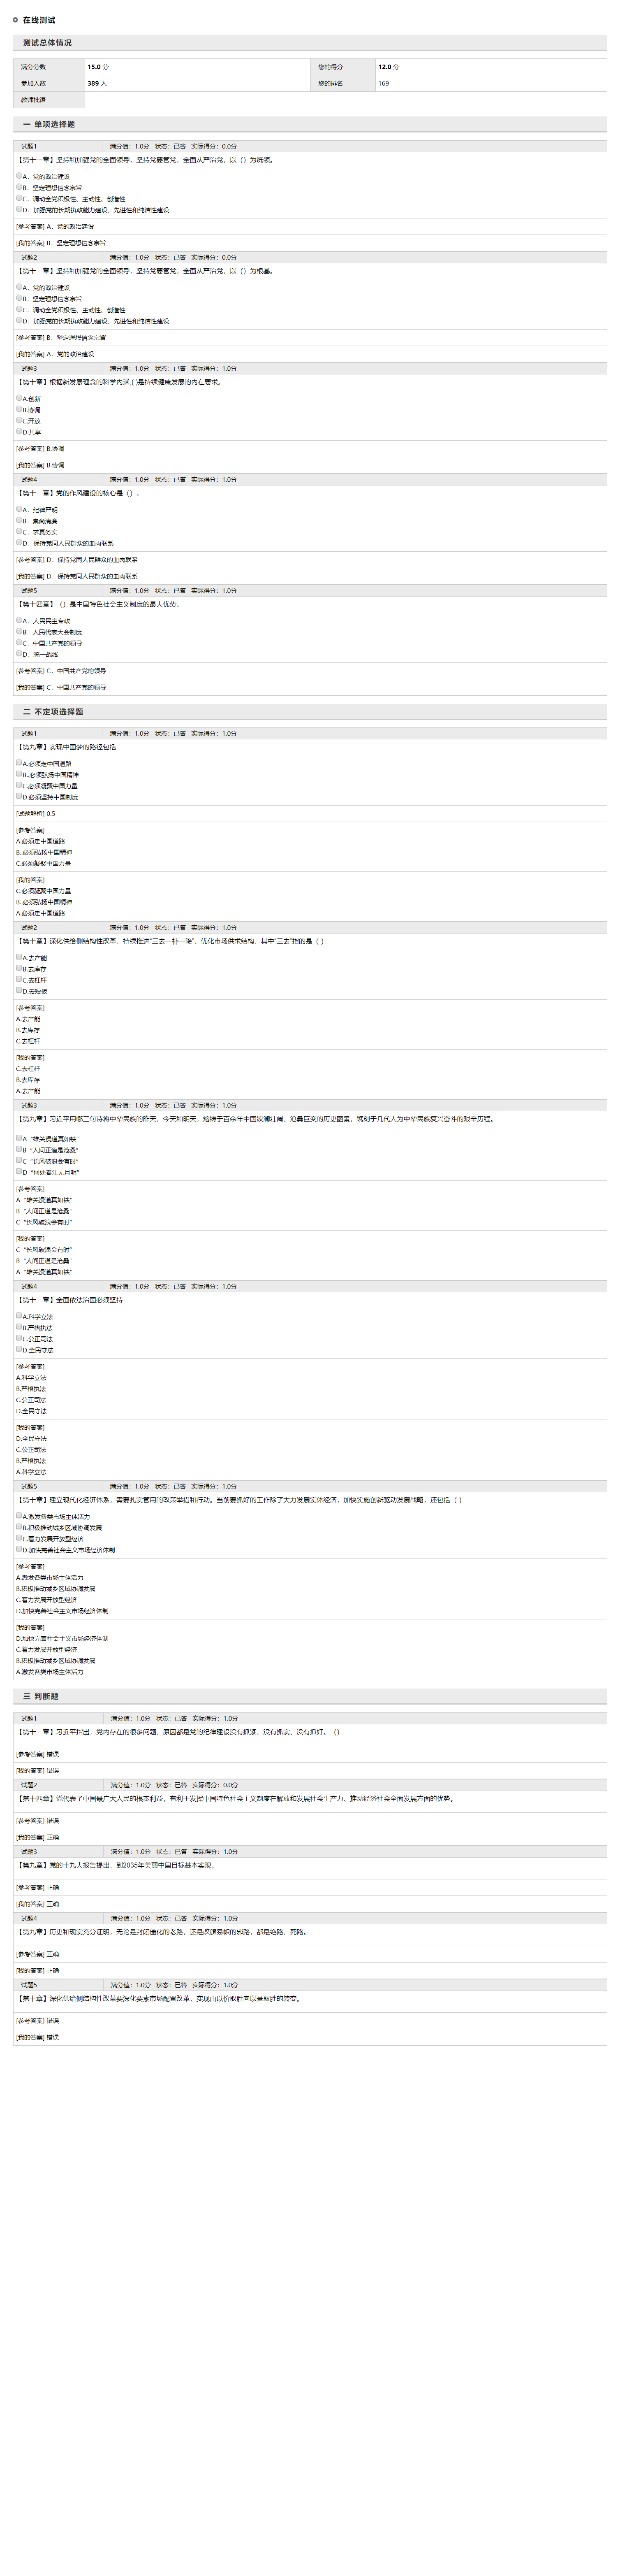 在线测试
测试总体情况
满分分数 15.0 分 您的得分 12.0 分
参加人数 389 人 您的排名 169
教师批语
一 单项选择题
试题1 满分值：1.0分 状态：已答 实际得分：0.0分
【第十一章】坚持和加强党的全面领导，坚持党要管党、全面从严治党，以（）为统领。
A．党的政治建设
B．坚定理想信念宗旨
C．调动全党积极性、主动性、创造性
D．加强党的长期执政能力建设、先进性和纯洁性建设
[参考答案] A．党的政治建设
[我的答案] B．坚定理想信念宗旨
试题2 满分值：1.0分 状态：已答 实际得分：0.0分
【第十一章】坚持和加强党的全面领导，坚持党要管党、全面从严治党，以（）为根基。
A．党的政治建设
B．坚定理想信念宗旨
C．调动全党积极性、主动性、创造性
D．加强党的长期执政能力建设、先进性和纯洁性建设
[参考答案] B．坚定理想信念宗旨
[我的答案] A．党的政治建设
试题3 满分值：1.0分 状态：已答 实际得分：1.0分
【第十章】根据新发展理念的科学内涵,( )是持续健康发展的内在要求。
A.创新
B.协调
C.开放
D.共享
[参考答案] B.协调
[我的答案] B.协调
试题4 满分值：1.0分 状态：已答 实际得分：1.0分
【第十一章】党的作风建设的核心是（）。
A．纪律严明
B．崇尚清廉
C．求真务实
D．保持党同人民群众的血肉联系
[参考答案] D．保持党同人民群众的血肉联系
[我的答案] D．保持党同人民群众的血肉联系
试题5 满分值：1.0分 状态：已答 实际得分：1.0分
【第十四章】（）是中国特色社会主义制度的最大优势。
A．人民民主专政
B．人民代表大会制度
C．中国共产党的领导
D．统一战线
[参考答案] C．中国共产党的领导
[我的答案] C．中国共产党的领导
二 不定项选择题
试题1 满分值：1.0分 状态：已答 实际得分：1.0分
【第九章】实现中国梦的路径包括
A.必须走中国道路
B..必须弘扬中国精神
C.必须凝聚中国力量
D.必须坚持中国制度
[试题解析] 0.5
[参考答案]
A.必须走中国道路
B..必须弘扬中国精神
C.必须凝聚中国力量
[我的答案]
C.必须凝聚中国力量
B..必须弘扬中国精神
A.必须走中国道路
试题2 满分值：1.0分 状态：已答 实际得分：1.0分
【第十章】深化供给侧结构性改革，持续推进"三去一补一降"，优化市场供求结构，其中"三去"指的是（ ）
A.去产能
B.去库存
C.去杠杆
D.去短板
[参考答案]
A.去产能
B.去库存
C.去杠杆
[我的答案]
C.去杠杆
B.去库存
A.去产能
试题3 满分值：1.0分 状态：已答 实际得分：1.0分
【第九章】习近平用哪三句诗将中华民族的昨天、今天和明天，熔铸于百余年中国波澜壮阔、沧桑巨变的历史图景，镌刻于几代人为中华民族复兴奋斗的艰辛历程。
A “雄关漫道真如铁”
B “人间正道是沧桑”
C “长风破浪会有时”
D “何处春江无月明”
[参考答案]
A “雄关漫道真如铁”
B “人间正道是沧桑”
C “长风破浪会有时”
[我的答案]
C “长风破浪会有时”
B “人间正道是沧桑”
A “雄关漫道真如铁”
试题4 满分值：1.0分 状态：已答 实际得分：1.0分
【第十一章】全面依法治国必须坚持
A.科学立法
B.严格执法
C.公正司法
D.全民守法
[参考答案]
A.科学立法
B.严格执法
C.公正司法
D.全民守法
[我的答案]
D.全民守法
C.公正司法
B.严格执法
A.科学立法
试题5 满分值：1.0分 状态：已答 实际得分：1.0分
【第十章】建立现代化经济体系，需要扎实管用的政策举措和行动。当前要抓好的工作除了大力发展实体经济，加快实施创新驱动发展战略，还包括（ ）
A.激发各类市场主体活力
B.积极推动城乡区域协调发展
C.着力发展开放型经济
D.加快完善社会主义市场经济体制
[参考答案]
A.激发各类市场主体活力
B.积极推动城乡区域协调发展
C.着力发展开放型经济
D.加快完善社会主义市场经济体制
[我的答案]
D.加快完善社会主义市场经济体制
C.着力发展开放型经济
B.积极推动城乡区域协调发展
A.激发各类市场主体活力
三 判断题
试题1 满分值：1.0分 状态：已答 实际得分：1.0分
【第十一章】习近平指出，党内存在的很多问题，原因都是党的纪律建设没有抓紧、没有抓实、没有抓好。（）
[参考答案] 错误
[我的答案] 错误
试题2 满分值：1.0分 状态：已答 实际得分：0.0分
【第十四章】党代表了中国最广大人民的根本利益，有利于发挥中国特色社会主义制度在解放和发展社会生产力、推动经济社会全面发展方面的优势。
[参考答案] 错误
[我的答案] 正确
试题3 满分值：1.0分 状态：已答 实际得分：1.0分
【第九章】党的十九大报告提出，到2035年美丽中国目标基本实现。
[参考答案] 正确
[我的答案] 正确
试题4 满分值：1.0分 状态：已答 实际得分：1.0分
【第九章】历史和现实充分证明，无论是封闭僵化的老路，还是改旗易帜的邪路，都是绝路、死路。
[参考答案] 正确
[我的答案] 正确
试题5 满分值：1.0分 状态：已答 实际得分：1.0分
【第十章】深化供给侧结构性改革要深化要素市场配置改革，实现由以价取胜向以量取胜的转变。
[参考答案] 错误
[我的答案] 错误